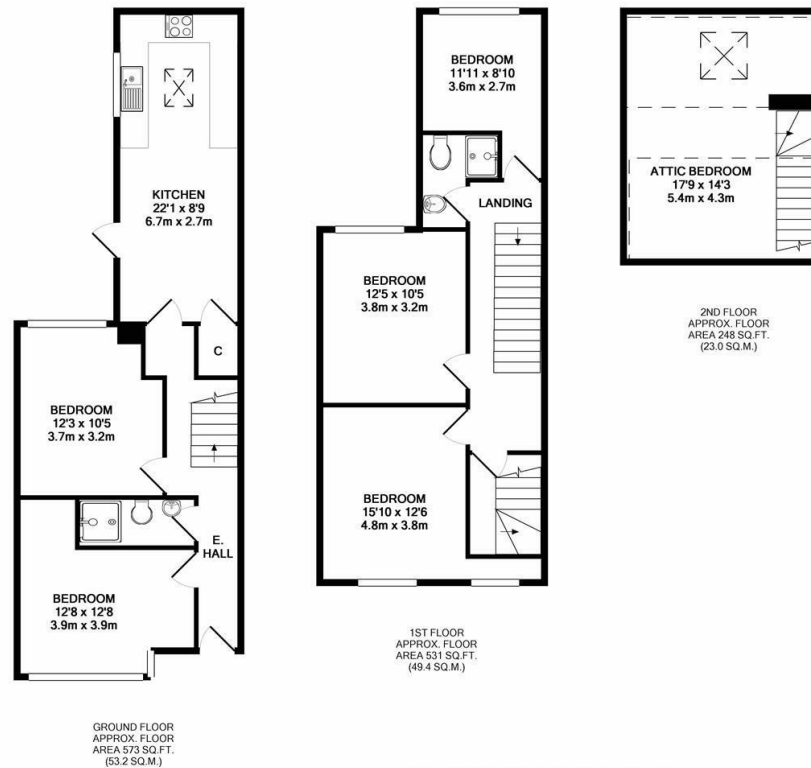 KITCHEN
22'1 x 8'9
6.7m x 2.7m
C
BEDROOM
12'3 x 10'5
3.7m x 3.2m
E.
HALL
BEDROOM
12'8 x 12'8
3.9m x 3.9m
GROUND FLOOR
APPROX. FLOOR
AREA 573 SQ.FT.
(53.2 SQ.M.)
BEDROOM
11'11 x 8'10
3.6m x 2.7m
LANDING
BEDROOM
12'5 x 10'5
3.8m x 3.2m
BEDROOM
15'10 x 12'6
4.8m x 3.8m
1ST FLOOR
APPROX. FLOOR
AREA 531 SQ.FT.
(49.4 SQ.M.)
ATTIC BEDROOM
17'9 x 14'3
5.4m x 4.3m
2ND FLOOR
APPROX. FLOOR
AREA 248 SQ.FT.
(23.0 SQ.M.)